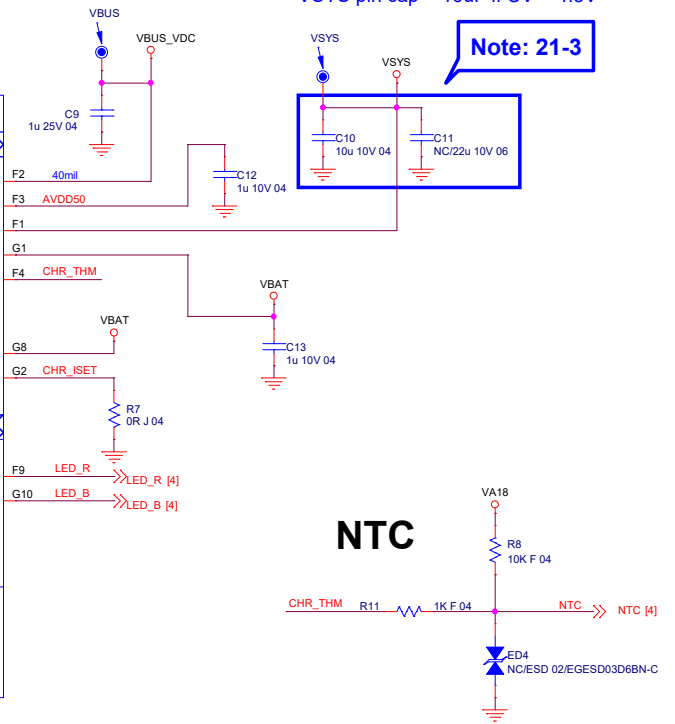 VBUS
VBUS_VDC
C9
1u 25V 04
VSYS
VSYS
Note: 21-3
C10
10u 10V 04
C11
NC/22u 10V 06
F2 40mil
F3 AVDD50
C12
1u 10V 04
F1
G1
F4 CHR_THM
VBAT
C13
1u 10V 04
VBAT
G8
G2 CHR_ISET
R7
0R J 04
F9 LED_R LED_R [4]
G10 LED_B LED_B [4]
NTC
VA18
R8
10K F 04
CHR_THM R11 1K F 04 NTC NTC [4]
ED4
NC/ESD 02/EGESD03D6BN-C